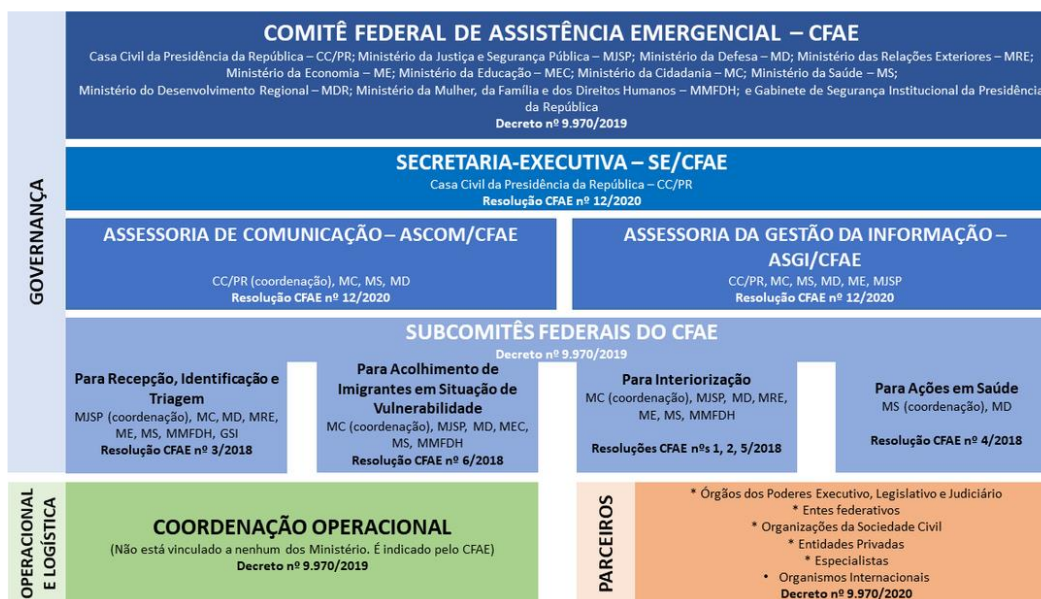 GOVERNANÇA
COMITÊ FEDERAL DE ASSISTÊNCIA EMERGENCIAL – CFAE
Casa Civil da Presidência da República – CC/PR; Ministério da Justiça e Segurança Pública – MJSP; Ministério da Defesa – MD; Ministério das Relações Exteriores – MRE;
Ministério da Economia – ME; Ministério da Educação – MEC; Ministério da Cidadania – MC; Ministério da Saúde – MS;
Ministério do Desenvolvimento Regional – MDR; Ministério da Mulher, da Família e dos Direitos Humanos – MMFDH; e Gabinete de Segurança Institucional da Presidência
da República
Decreto nº 9.970/2019
SECRETARIA-EXECUTIVA – SE/CFAE
Casa Civil da Presidência da República – CC/PR
Resolução CFAE nº 12/2020
ASSESSORIA DE COMUNICAÇÃO – ASCOM/CFAE
CC/PR (coordenação), MC, MS, MD
Resolução CFAE nº 12/2020
ASSESSORIA DA GESTÃO DA INFORMAÇÃO –
ASGI/CFAE
CC/PR, MC, MS, MD, ME, MJSP
Resolução CFAE nº 12/2020
SUBCOMITÊS FEDERAIS DO CFAE
Decreto nº 9.970/2019
Para Recepção, Identificação e
Triagem
MJSP (coordenação), MC, MD, MRE,
ME, MS, MMFDH, GSI
Resolução CFAE nº 3/2018
Para Acolhimento de
Imigrantes em Situação de
Vulnerabilidade
MC (coordenação), MJSP, MD, MEC,
MS, MMFDH
Resolução CFAE nº 6/2018
Para Interiorização
MC (coordenação), MJSP, MD, MRE,
ME, MS, MMFDH
Resoluções CFAE nºs 1, 2, 5/2018
Para Ações em Saúde
MS (coordenação), MD
Resolução CFAE nº 4/2018
OPERACIONAL
E LOGÍSTICA
COORDENAÇÃO OPERACIONAL
(Não está vinculado a nenhum dos Ministério. É indicado pelo CFAE)
Decreto nº 9.970/2019
PARCEIROS
* Órgãos dos Poderes Executivo, Legislativo e Judiciário
* Entes federativos
* Organizações da Sociedade Civil
* Entidades Privadas
* Especialistas
• Organismos Internacionais
Decreto nº 9.970/2020